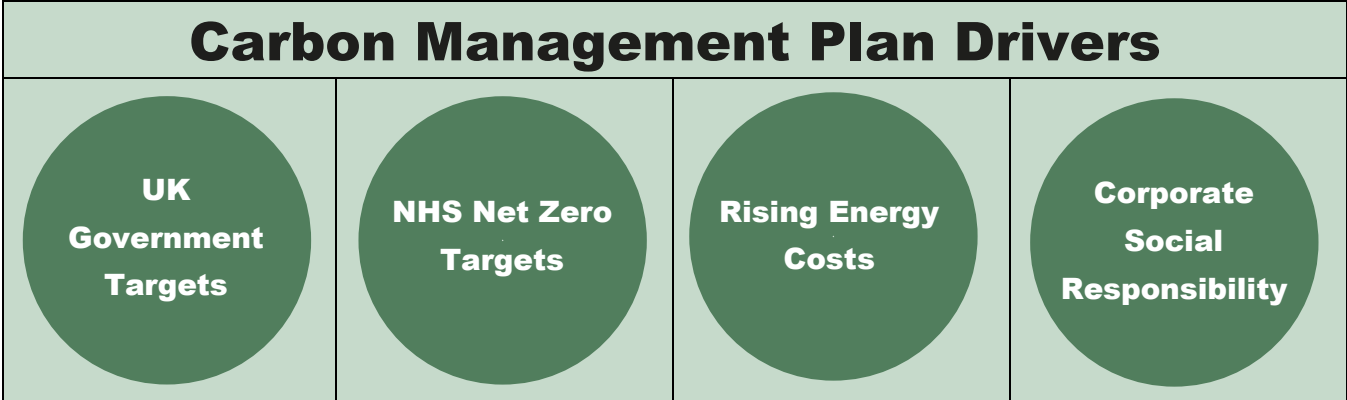 Carbon Management Plan Drivers
UK
Government
Targets
NHS Net Zero
Targets
Rising Energy
Costs
Corporate
Social
Responsibility